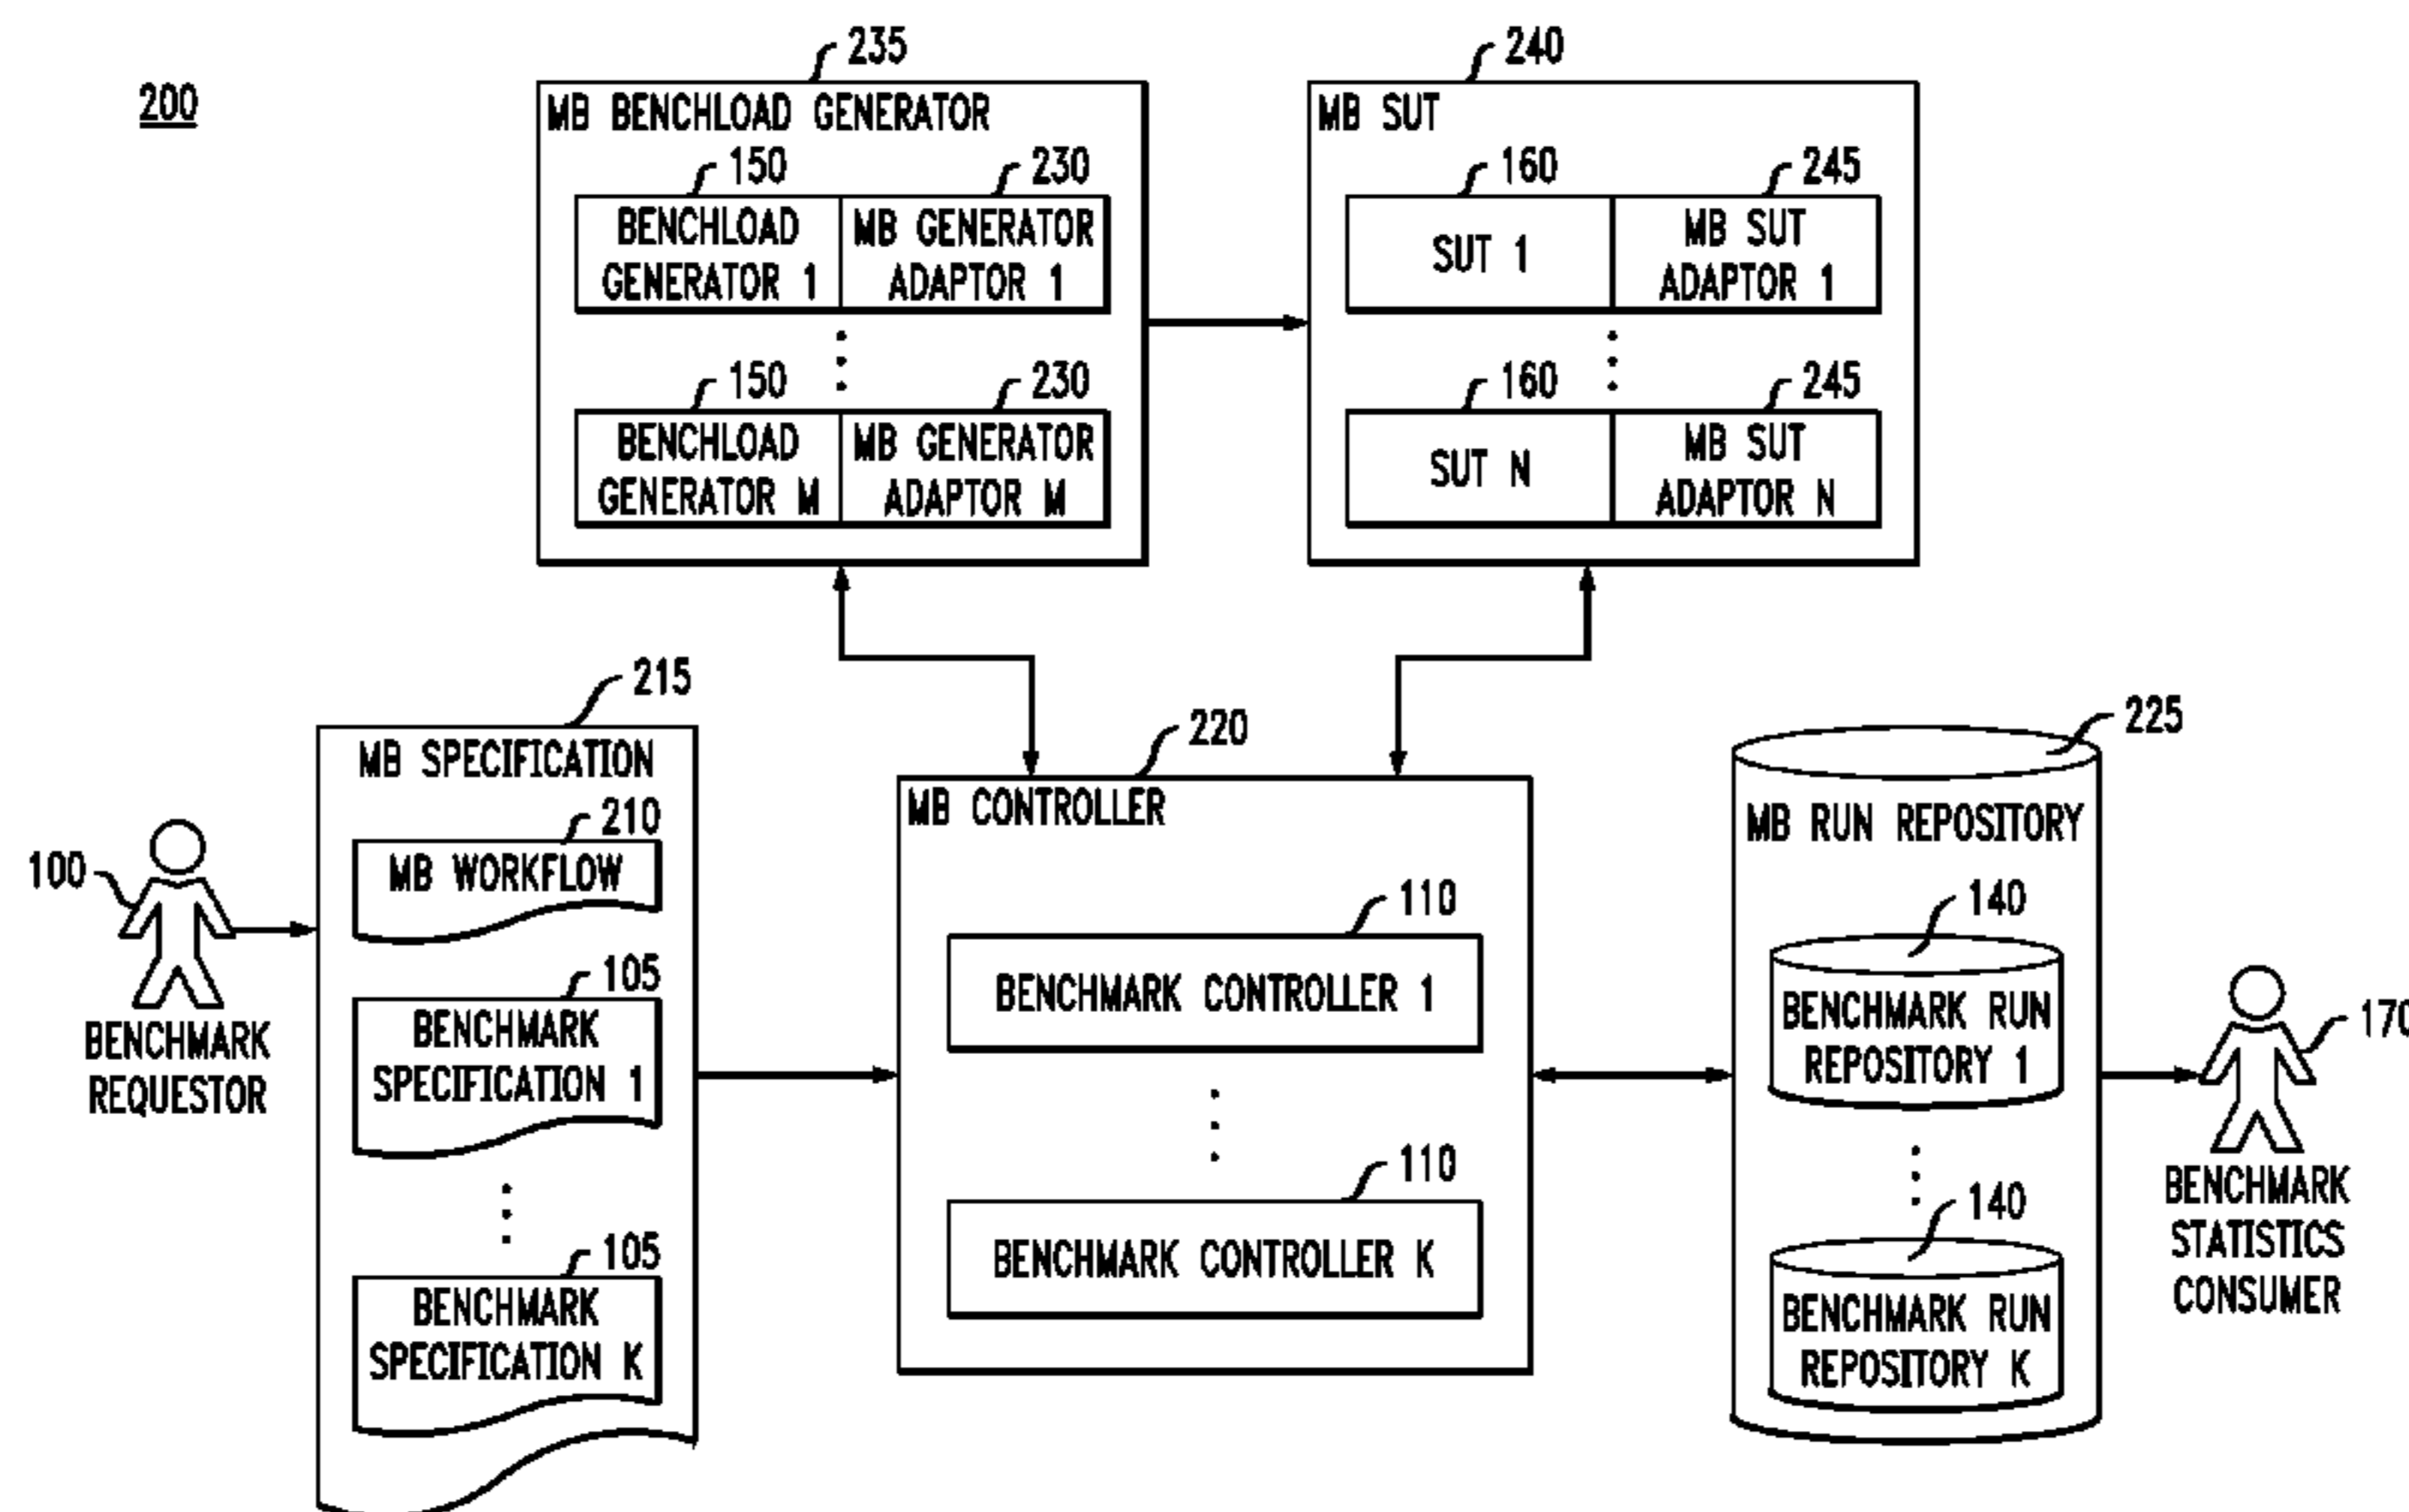 200
235
MB BENCHLOAD GENERATOR
150
230
BENCHLOAD
GENERATOR 1
MB GENERATOR
ADAPTOR 1
150
230
BENCHLOAD
GENERATOR M
MB GENERATOR
ADAPTOR M
240
MB SUT
160
245
SUT 1
MB SUT
ADAPTOR 1
160
245
SUT N
MB SUT
ADAPTOR N
100
BENCHMARK
REQUESTOR
215
MB SPECIFICATION
210
MB WORKFLOW
105
BENCHMARK
SPECIFICATION 1
105
BENCHMARK
SPECIFICATION K
220
MB CONTROLLER
110
BENCHMARK CONTROLLER 1
110
BENCHMARK CONTROLLER K
225
MB RUN REPOSITORY
140
BENCHMARK RUN
REPOSITORY 1
140
BENCHMARK RUN
REPOSITORY K
170
BENCHMARK
STATISTICS
CONSUMER